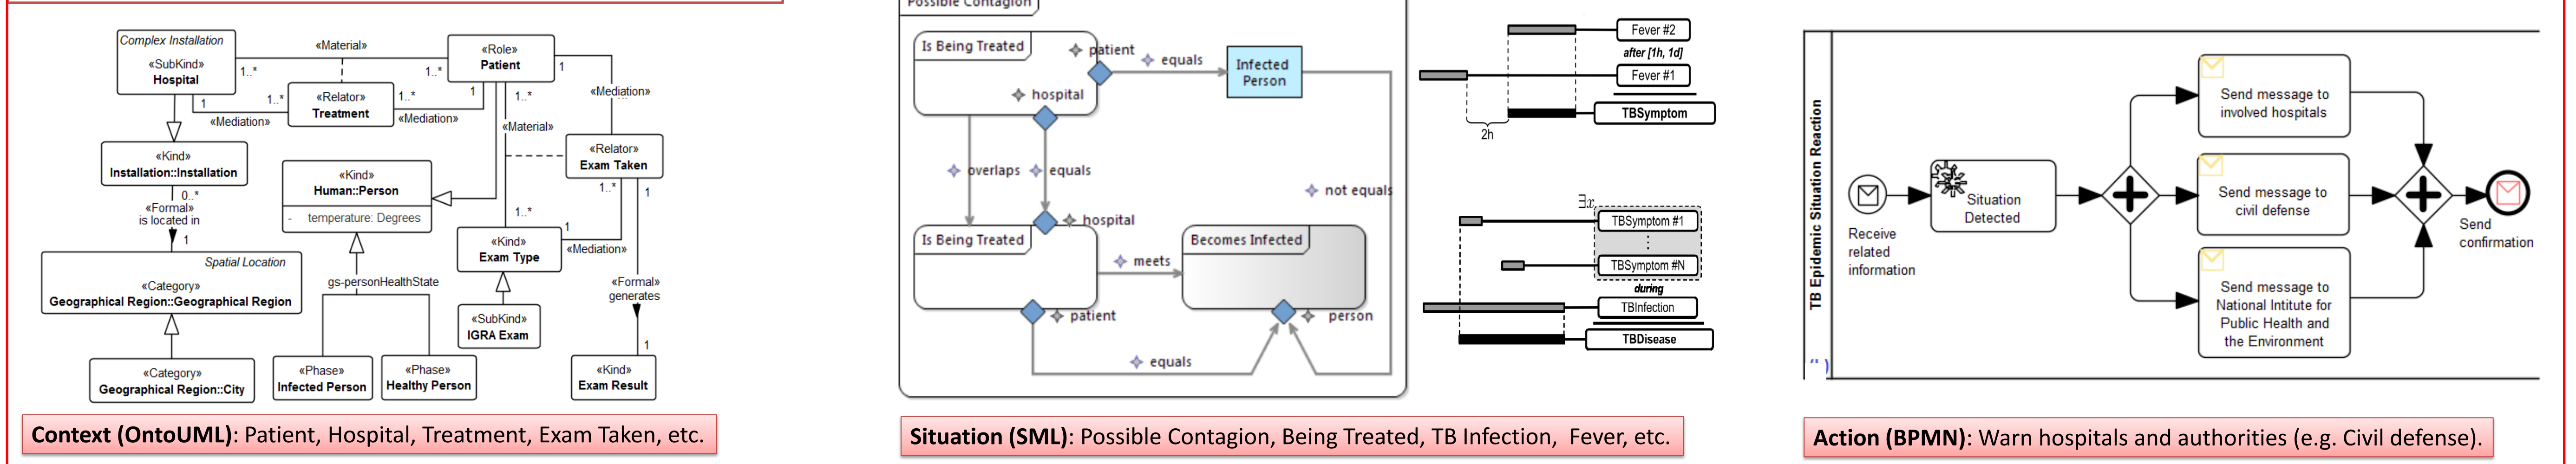 Complex Installation
«SubKind»
Hospital
«Material»
1..*
1..*
«Role»
Patient
1
«Mediation»
1
1..*
«Relator»
Treatment
1..*
1
1..*
«Mediation»
«Mediation»
«Material»
«Kind»
Installation::Installation
«Relator»
Exam Taken
«Kind»
Human::Person
- temperature: Degrees
0..*
«Formal»
is located in
1
1..*
1
1..*
«Kind»
Exam Type
1
«Mediation»
Spatial Location
«Category»
Geographical Region::Geographical Region
gs-personHealthState
«Formal»
generates
«SubKind»
IGRA Exam
1
«Category»
Geographical Region::City
«Phase»
Infected Person
«Phase»
Healthy Person
«Kind»
Exam Result
Context (OntoUML): Patient, Hospital, Treatment, Exam Taken, etc.
Possible Contagion
Is Being Treated
patient
equals
Infected
Person
hospital
overlaps
equals
not equals
hospital
Is Being Treated
Becomes Infected
meets
patient
person
equals
Fever #2
after [1h, 1d]
Fever #1
TBSymptom
2h
∃x
TBSymptom #1
⋮
TBSymptom #N
during
TBInfection
TBDisease
Situation (SML): Possible Contagion, Being Treated, TB Infection, Fever, etc.
TB Epidemic Situation Reaction
Receive
related
information
Situation
Detected
Send message to
involved hospitals
Send message to
civil defense
Send message to
National Intitute for
Public Health and
the Environment
Send
confirmation
Action (BPMN): Warn hospitals and authorities (e.g. Civil defense).